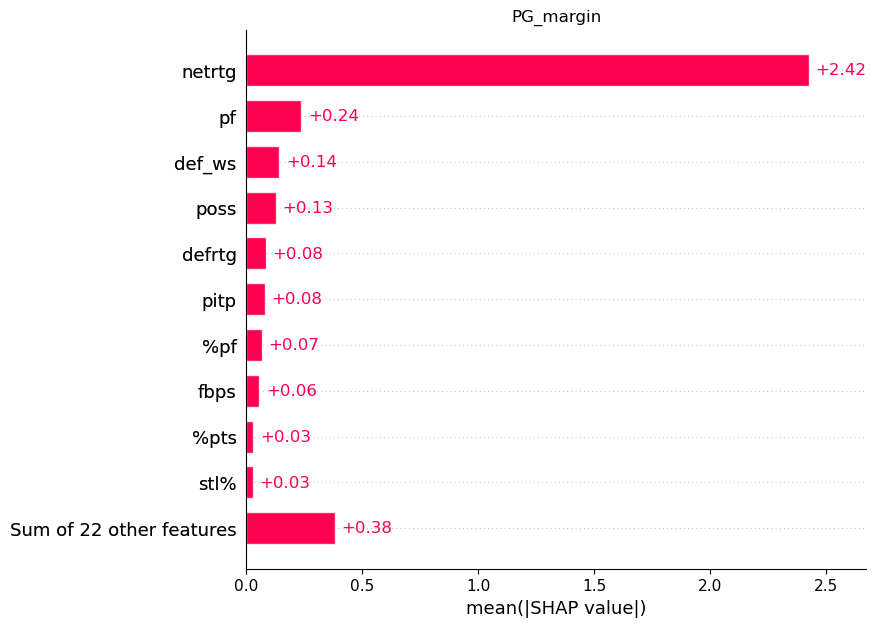 PG_margin
netrtg +2.42
pf +0.24
def_ws +0.14
poss +0.13
defrtg +0.08
pitp +0.08
%pf +0.07
fbps +0.06
%pts +0.03
stl% +0.03
Sum of 22 other features +0.38
0.0 0.5 1.0 1.5 2.0 2.5
mean(|SHAP value|)